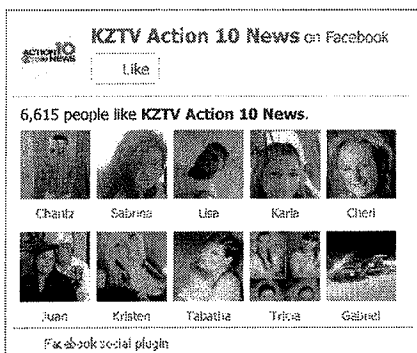 ACTION 10 NEWS
KZTV Action 10 News on Facebook
Like
6,615 people like KZTV Action 10 News.
Chantz Sabrina Lisa Karla Cheri
Juan Kristen Tabatha Tricia Gabriel
Facebook social plugin